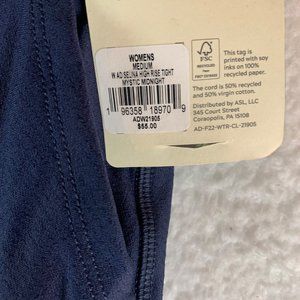 WOMENS
MEDIUM
W AD SELINA HIGH RISE TIGHT
MYSTIC MIDNIGHT
1 96358 18970 9
ADW21905
$55.00
FSC
This tag is
printed with soy
inks on 100%
recycled paper.
The cord is 50% recycled
and 50% virgin cotton.
Distributed by ASL, LLC
345 Court Street
Coraopolis, PA 15108
AD-F22-WTR-CL-21905